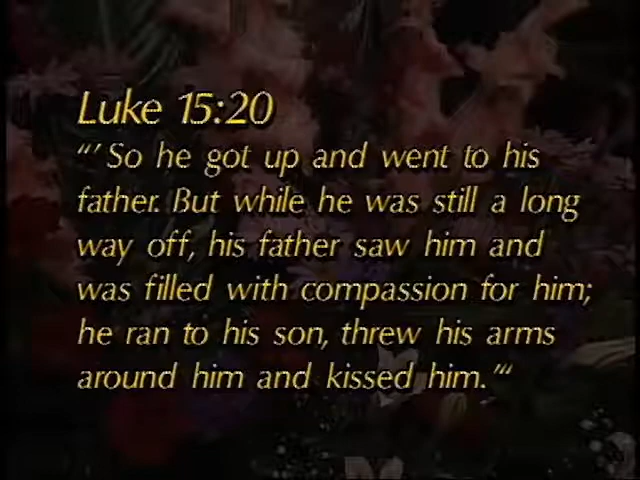 Luke 15:20
“‘So he got up and went to his
father. But while he was still a long
way off, his father saw him and
was filled with compassion for him;
he ran to his son, threw his arms
around him and kissed him.’“